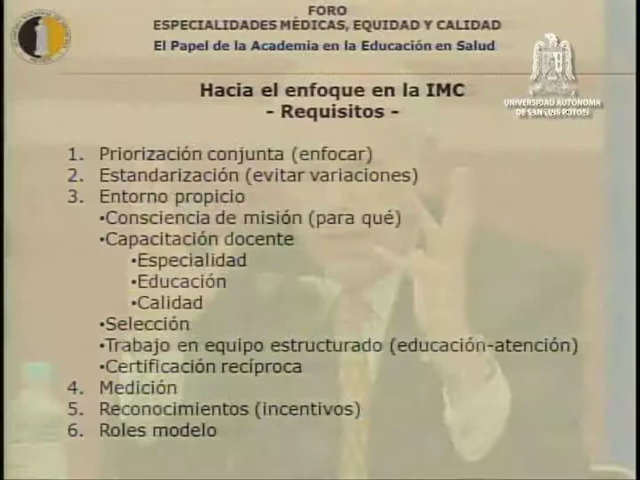 FORO
ESPECIALIDADES MÉDICAS, EQUIDAD Y CALIDAD
El Papel de la Academia en la Educación en Salud
Hacia el enfoque en la IMC
- Requisitos -
UNIVERSIDAD AUTONOMA
DE SAN LUIS POTOSI
1. Priorización conjunta (enfocar)
2. Estandarización (evitar variaciones)
3. Entorno propicio
•Consciencia de misión (para qué)
•Capacitación docente
•Especialidad
•Educación
•Calidad
•Selección
•Trabajo en equipo estructurado (educación-atención)
•Certificación recíproca
4. Medición
5. Reconocimientos (incentivos)
6. Roles modelo